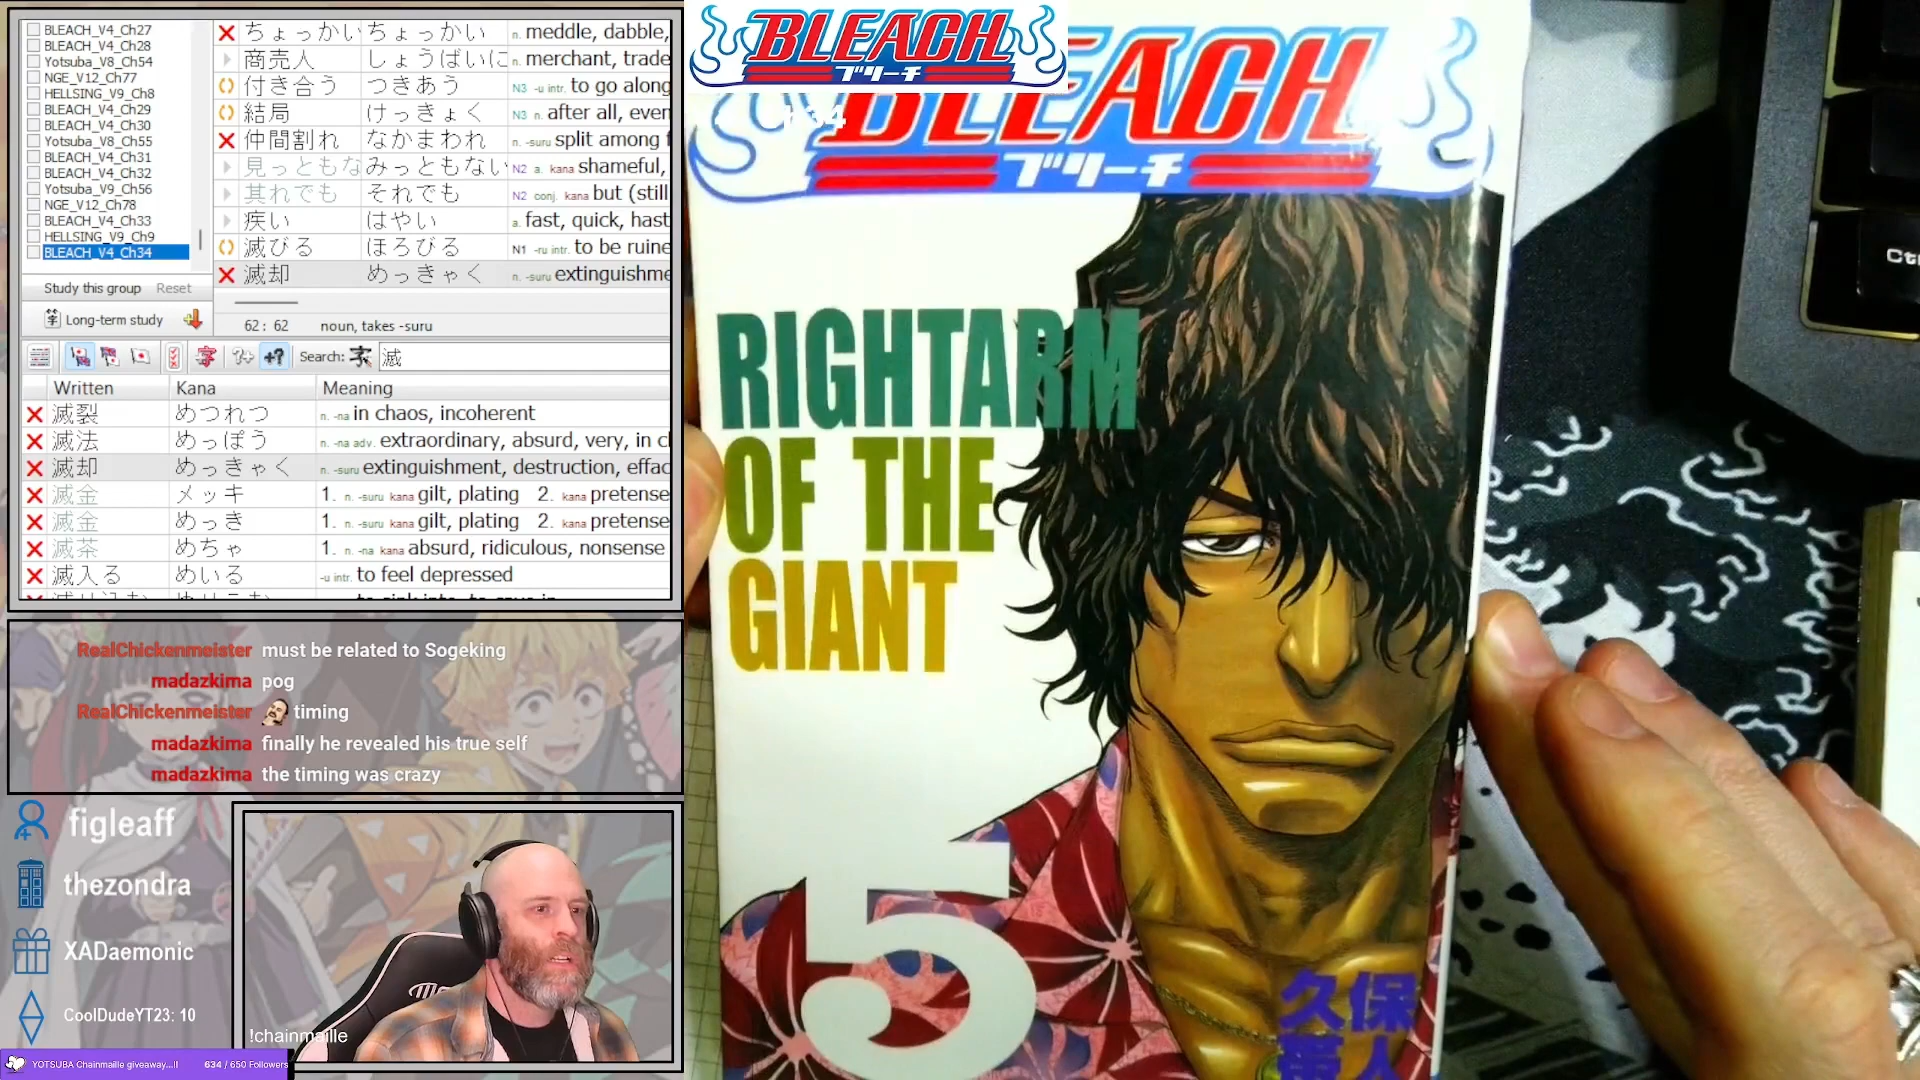 BLEACH_V4_Ch27
BLEACH_V4_Ch28
Yotsuba_V8_Ch54
NGE_V12_Ch77
HELLSING_V9_Ch8
BLEACH_V4_Ch29
BLEACH_V4_Ch30
Yotsuba_V8_Ch55
BLEACH_V4_Ch31
BLEACH_V4_Ch32
Yotsuba_V9_Ch56
NGE_V12_Ch78
BLEACH_V4_Ch33
HELLSING_V9_Ch9
BLEACH_V4_Ch34
Study this group Reset
Long-term study
ちょっかい ちょっかい n. meddle, dabble,
商売人 しょうばいに n. merchant, trade
付き合う つきあう N3 -u intr. to go along
結局 けっきょく N3 n. after all, even
仲間割れ なかまわれ n. -suru split among
見っともな みっともない N2 a. kana shameful,
其れでも それでも N2 conj. kana but (still
疾い はやい a. fast, quick, hast
滅びる ほろびる N1 -ru intr. to be ruine
滅却 めっきゃく n. -suru extinguishme
62: 62 noun, takes -suru
Search: 滅
Written Kana Meaning
滅裂 めつれつ n. -na in chaos, incoherent
滅法 めっぽう n. -na adv. extraordinary, absurd, very, in
滅却 めっきゃく n. -suru extinguishment, destruction, effac
滅金 メッキ 1. n. -suru kana gilt, plating 2. kana pretense
滅金 めっき 1. n. -suru kana gilt, plating 2. kana pretense
滅茶 めちゃ 1. n. -na kana absurd, ridiculous, nonsense
滅入る めいる -u intr. to feel depressed
RealChickenmeister must be related to Sogeking
madazkima pog
RealChickenmeister timing
madazkima finally he revealed his true self
madazkima the timing was crazy
figleaff
thezondra
XADaemonic
CoolDudeYT23: 10
!chainmaille
YOTSUBA Chainmaille giveaway...!! 634 / 650 Followers
BLEACH
ブリーチ
BLEACH
ブリーチ
RIGHTARM
OF THE
GIANT
5
久保
帯人